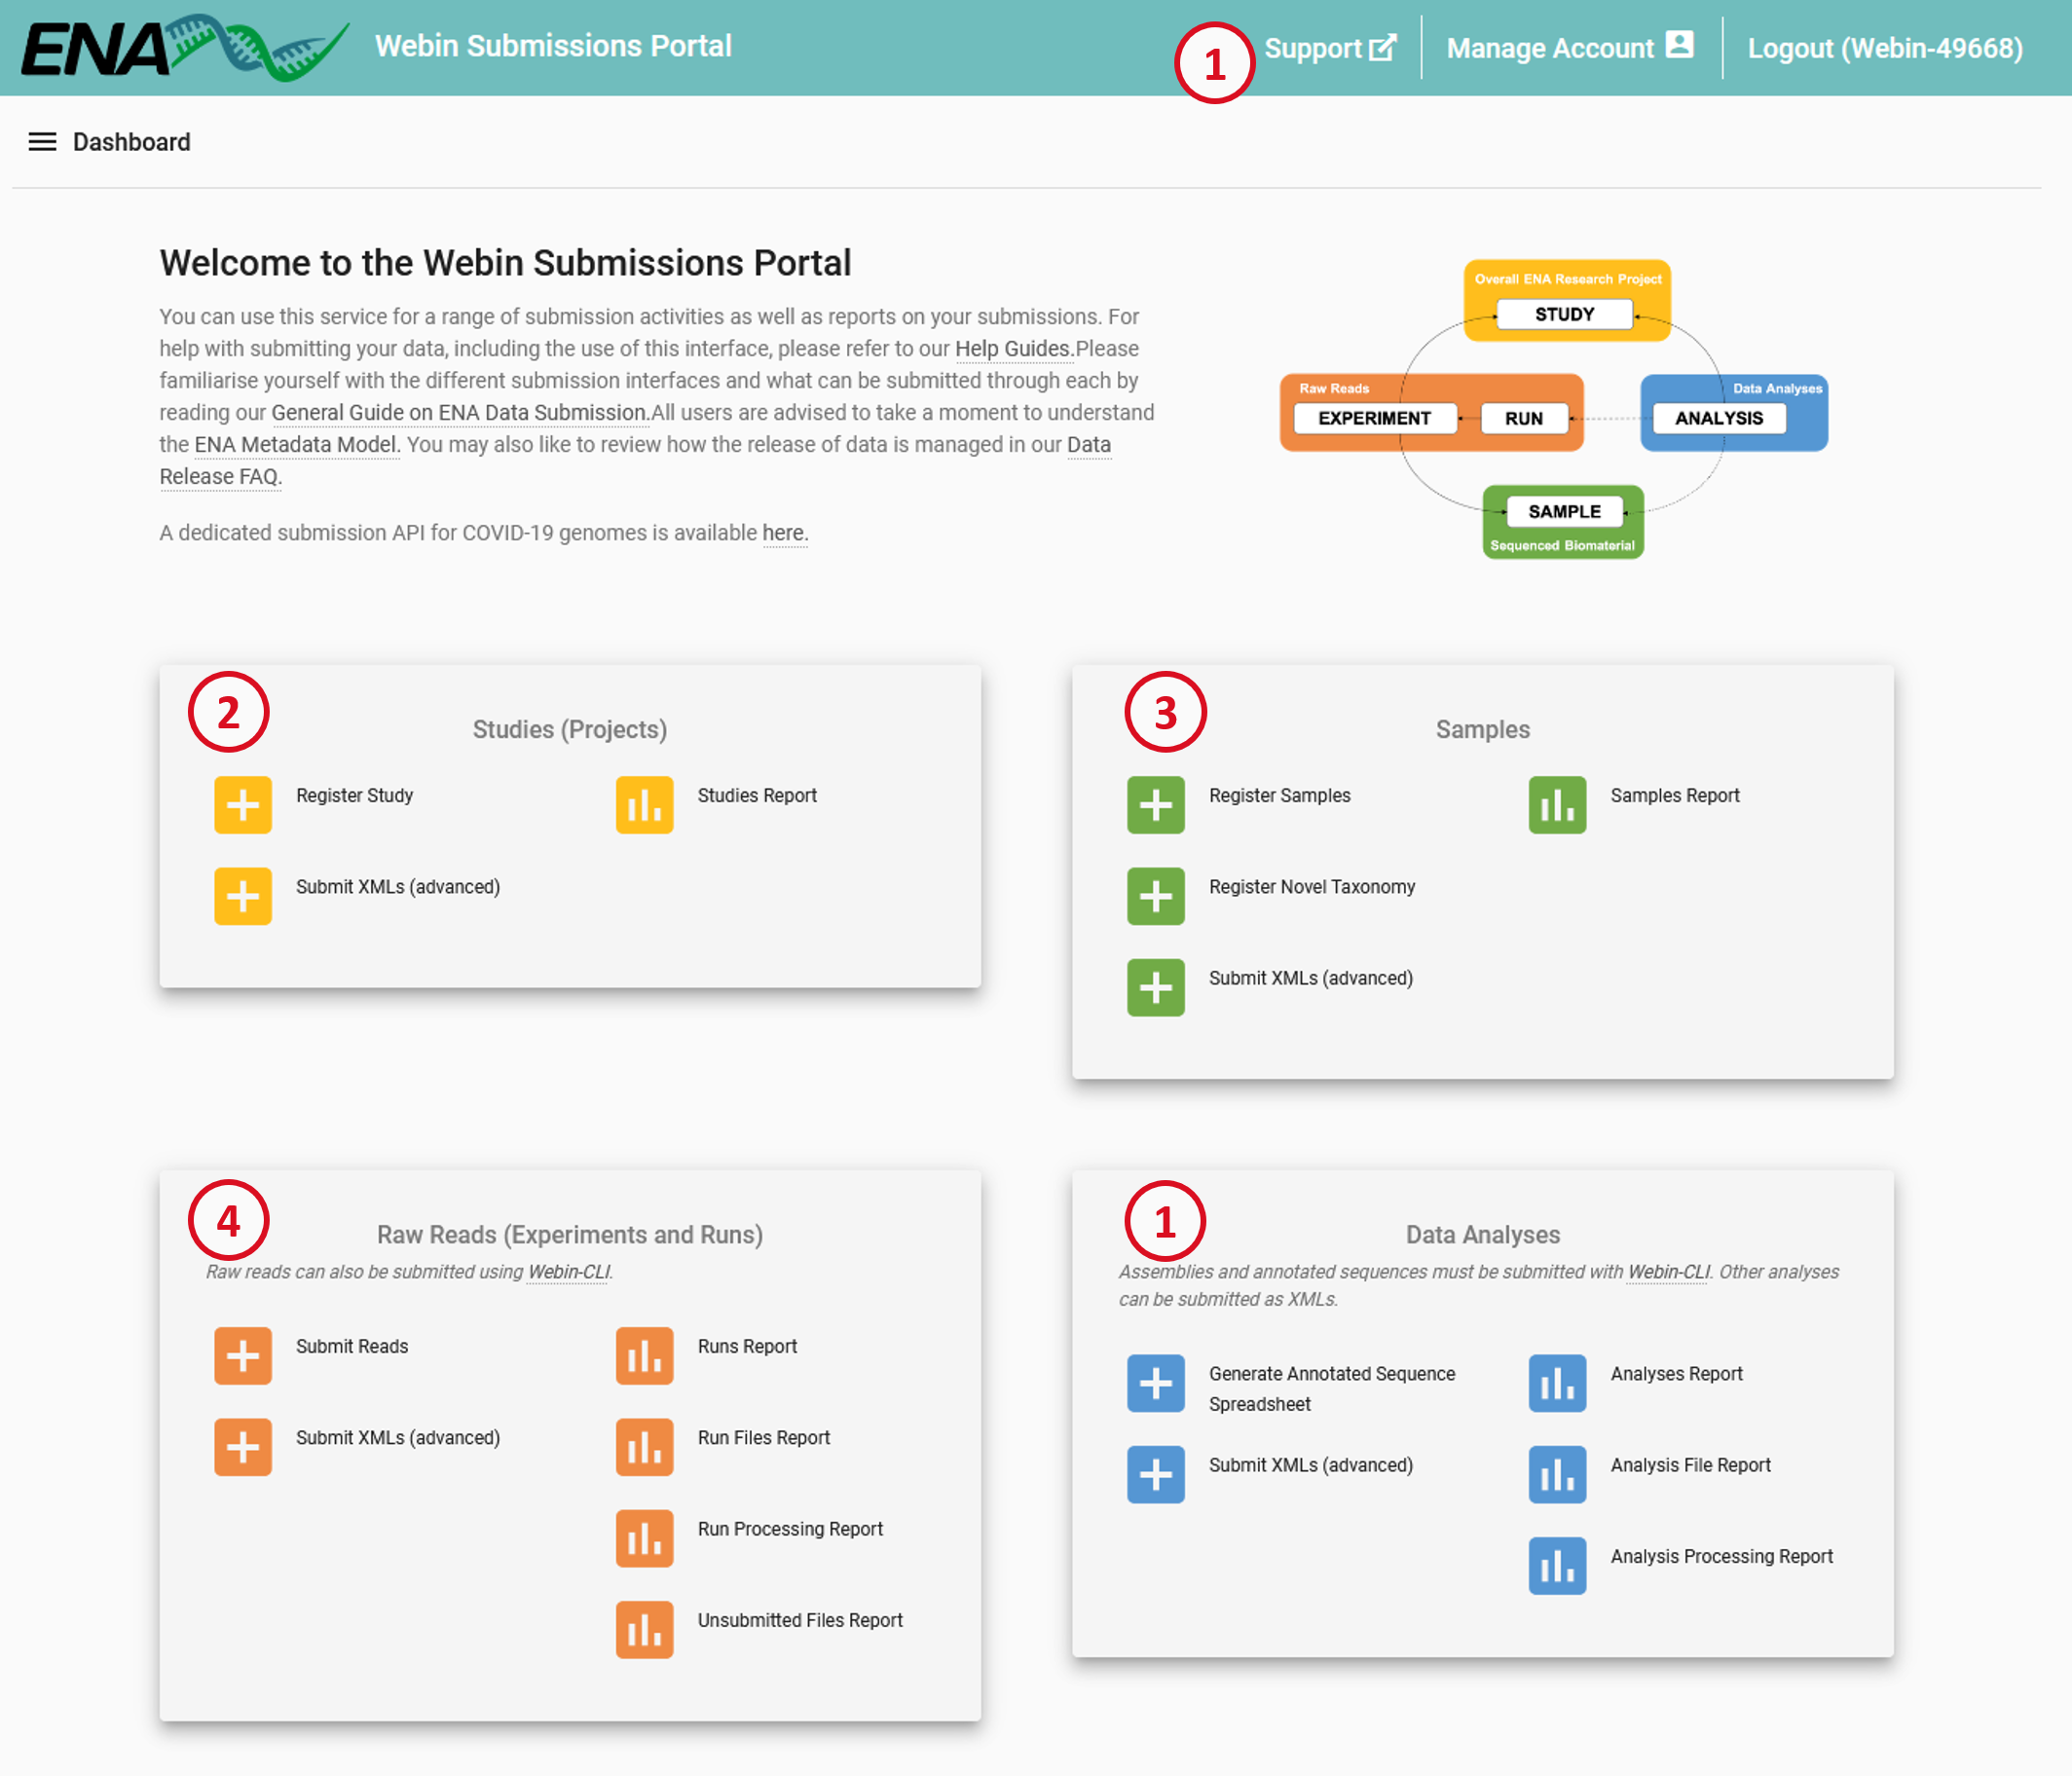 ENA Webin Submissions Portal
1 Support Manage Account Logout (Webin-49668)
Dashboard
Welcome to the Webin Submissions Portal
You can use this service for a range of submission activities as well as reports on your submissions. For
help with submitting your data, including the use of this interface, please refer to our Help Guides.Please
familiarise yourself with the different submission interfaces and what can be submitted through each by
reading our General Guide on ENA Data Submission.All users are advised to take a moment to understand
the ENA Metadata Model. You may also like to review how the release of data is managed in our Data
Release FAQ.
A dedicated submission API for COVID-19 genomes is available here.
Overall ENA Research Project
STUDY
Raw Reads
EXPERIMENT
RUN
Data Analyses
ANALYSIS
SAMPLE
Sequenced Biomaterial
2
Studies (Projects)
Register Study
Studies Report
Submit XMLs (advanced)
3
Samples
Register Samples
Samples Report
Register Novel Taxonomy
Submit XMLs (advanced)
4
Raw Reads (Experiments and Runs)
Raw reads can also be submitted using Webin-CLI.
Submit Reads
Runs Report
Submit XMLs (advanced)
Run Files Report
Run Processing Report
Unsubmitted Files Report
1
Data Analyses
Assemblies and annotated sequences must be submitted with Webin-CLI. Other analyses
can be submitted as XMLs.
Generate Annotated Sequence
Spreadsheet
Analyses Report
Submit XMLs (advanced)
Analysis File Report
Analysis Processing Report